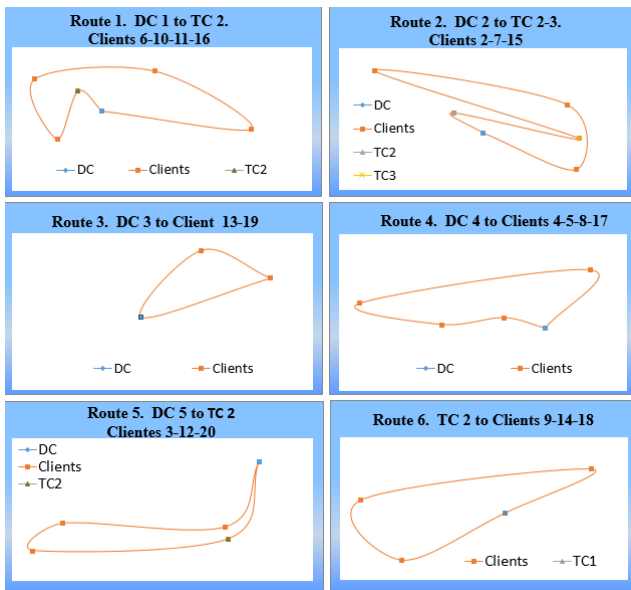 Route 1.  DC 1 to TC 2.
Clients 6-10-11-16
DC
Clients
TC2
Route 2.  DC 2 to TC 2-3.
Clients 2-7-15
DC
Clients
TC2
TC3
Route 3.  DC 3 to Client  13-19
DC
Clients
Route 4.  DC 4 to Clients 4-5-8-17
DC
Clients
Route 5.  DC 5 to TC 2
Clientes 3-12-20
DC
Clients
TC2
Route 6.  TC 2 to Clients 9-14-18
Clients
TC1